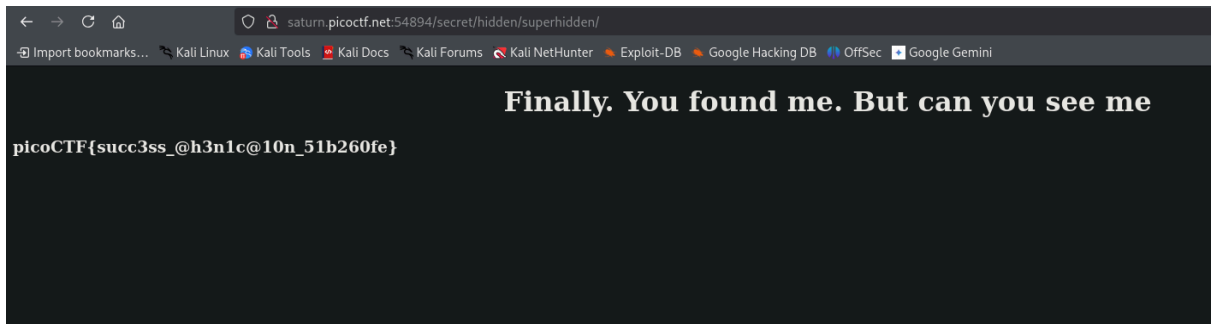 saturn.picoctf.net:54894/secret/hidden/superhidden/
Import bookmarks... Kali Linux Kali Tools Kali Docs Kali Forums Kali NetHunter Exploit-DB Google Hacking DB OffSec Google Gemini
Finally. You found me. But can you see me
picoCTF{succ3ss_@h3n1c@10n_51b260fe}